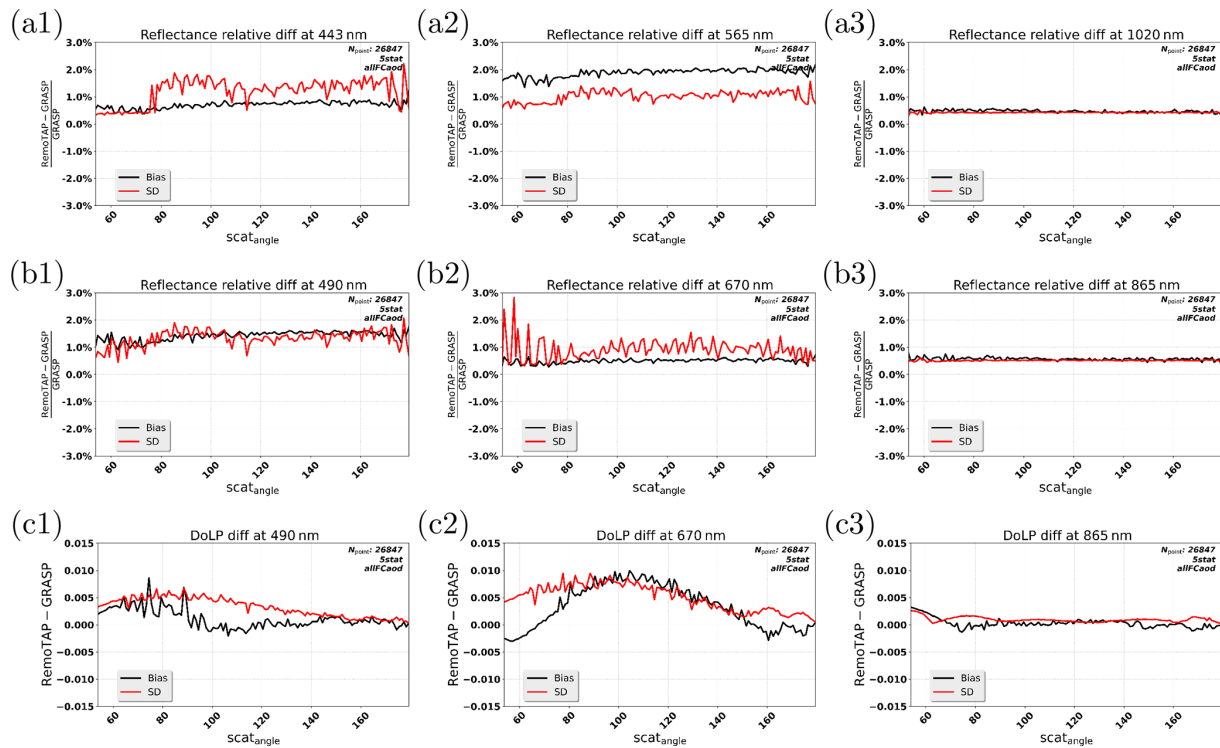 (a1)
Reflectance relative diff at 443 nm
N_point: 26847
5stat
allFCaod
3.0%
2.0%
1.0%
0.0%
-1.0%
-2.0%
-3.0%
RemoTAP − GRASP
GRASP
Bias
SD
60 80 100 120 140 160
scat_angle
(a2)
Reflectance relative diff at 565 nm
N_point: 26847
5stat
allFCaod
3.0%
2.0%
1.0%
0.0%
-1.0%
-2.0%
-3.0%
RemoTAP − GRASP
GRASP
Bias
SD
60 80 100 120 140 160
scat_angle
(a3)
Reflectance relative diff at 1020 nm
N_point: 26847
5stat
allFCaod
3.0%
2.0%
1.0%
0.0%
-1.0%
-2.0%
-3.0%
RemoTAP − GRASP
GRASP
Bias
SD
60 80 100 120 140 160
scat_angle
(b1)
Reflectance relative diff at 490 nm
N_point: 26847
5stat
allFCaod
3.0%
2.0%
1.0%
0.0%
-1.0%
-2.0%
-3.0%
RemoTAP − GRASP
GRASP
Bias
SD
60 80 100 120 140 160
scat_angle
(b2)
Reflectance relative diff at 670 nm
N_point: 26847
5stat
allFCaod
3.0%
2.0%
1.0%
0.0%
-1.0%
-2.0%
-3.0%
RemoTAP − GRASP
GRASP
Bias
SD
60 80 100 120 140 160
scat_angle
(b3)
Reflectance relative diff at 865 nm
N_point: 26847
5stat
allFCaod
3.0%
2.0%
1.0%
0.0%
-1.0%
-2.0%
-3.0%
RemoTAP − GRASP
GRASP
Bias
SD
60 80 100 120 140 160
scat_angle
(c1)
DoLP diff at 490 nm
N_point: 26847
5stat
allFCaod
0.015
0.010
0.005
0.000
−0.005
−0.010
−0.015
RemoTAP − GRASP
Bias
SD
60 80 100 120 140 160
scat_angle
(c2)
DoLP diff at 670 nm
N_point: 26847
5stat
allFCaod
0.015
0.010
0.005
0.000
−0.005
−0.010
−0.015
RemoTAP − GRASP
Bias
SD
60 80 100 120 140 160
scat_angle
(c3)
DoLP diff at 865 nm
N_point: 26847
5stat
allFCaod
0.015
0.010
0.005
0.000
−0.005
−0.010
−0.015
RemoTAP − GRASP
Bias
SD
60 80 100 120 140 160
scat_angle